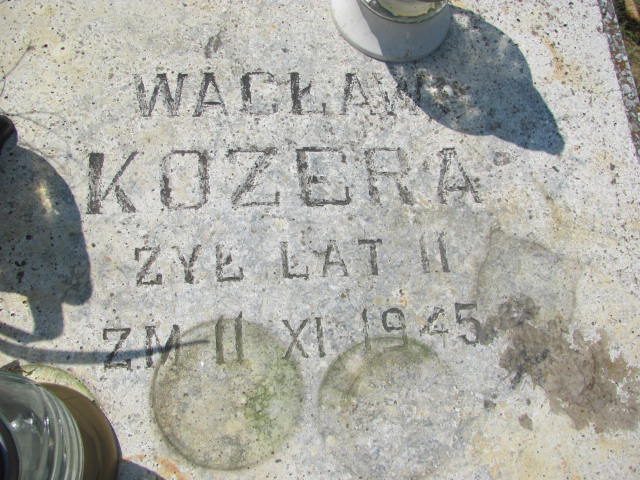 WACŁAW
KOZERA
ŻYŁ LAT 11
ZM 11 XI 1945